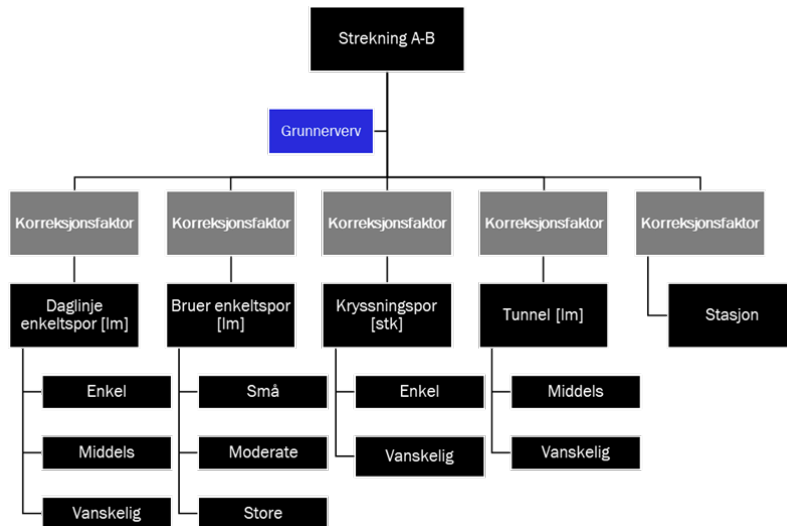 Strekning A-B
Grunnerverv
Korreksjonsfaktor
Korreksjonsfaktor
Korreksjonsfaktor
Korreksjonsfaktor
Korreksjonsfaktor
Daglinje
enkeltspor [lm]
Bruer enkeltspor
[lm]
Kryssningspor
[stk]
Tunnel [lm]
Stasjon
Enkel
Små
Enkel
Middels
Middels
Moderate
Vanskelig
Vanskelig
Vanskelig
Store